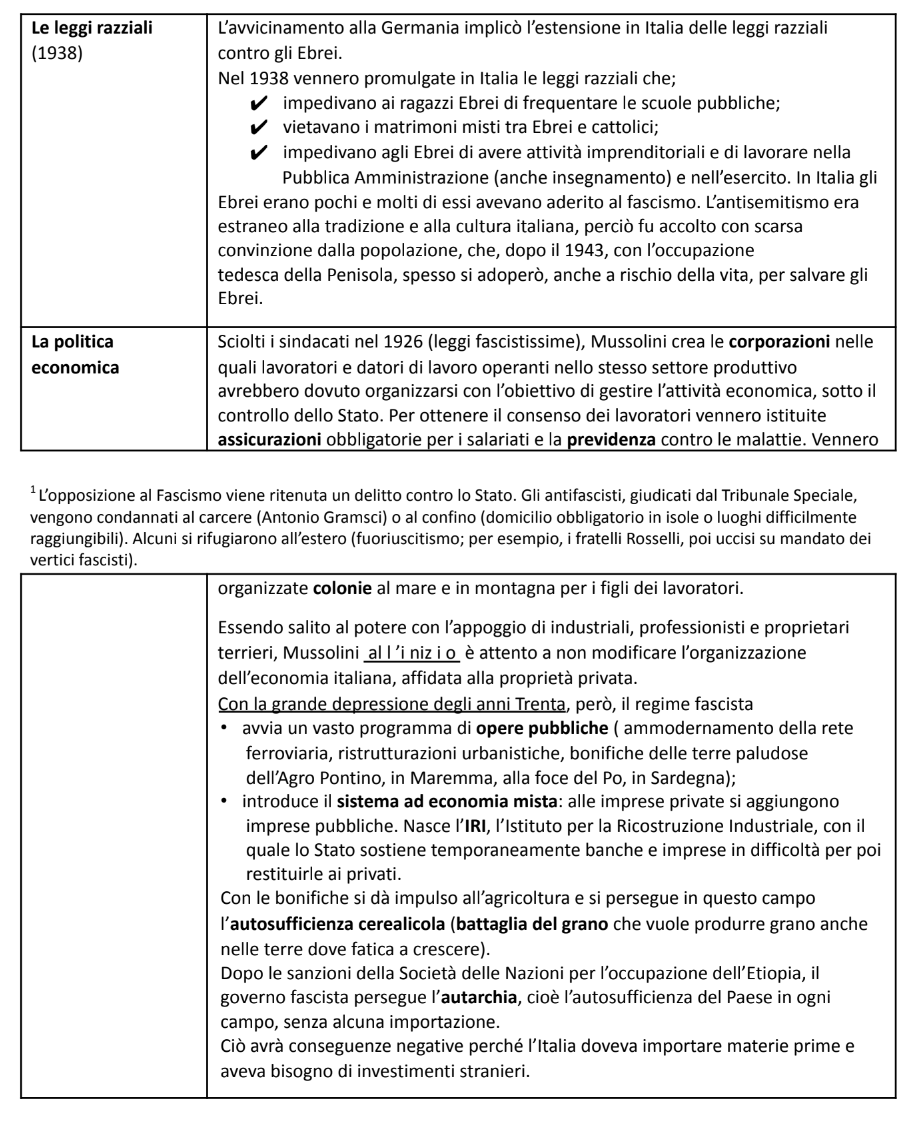 Le leggi razziali
(1938)
L’avvicinamento alla Germania implicò l’estensione in Italia delle leggi razziali
contro gli Ebrei.
Nel 1938 vennero promulgate in Italia le leggi razziali che;
✔ impedivano ai ragazzi Ebrei di frequentare le scuole pubbliche;
✔ vietavano i matrimoni misti tra Ebrei e cattolici;
✔ impedivano agli Ebrei di avere attività imprenditoriali e di lavorare nella
Pubblica Amministrazione (anche insegnamento) e nell’esercito. In Italia gli
Ebrei erano pochi e molti di essi avevano aderito al fascismo. L’antisemitismo era
estraneo alla tradizione e alla cultura italiana, perciò fu accolto con scarsa
convinzione dalla popolazione, che, dopo il 1943, con l’occupazione
tedesca della Penisola, spesso si adoperò, anche a rischio della vita, per salvare gli
Ebrei.
La politica
economica
Sciolti i sindacati nel 1926 (leggi fascistissime), Mussolini crea le corporazioni nelle
quali lavoratori e datori di lavoro operanti nello stesso settore produttivo
avrebbero dovuto organizzarsi con l’obiettivo di gestire l’attività economica, sotto il
controllo dello Stato. Per ottenere il consenso dei lavoratori vennero istituite
assicurazioni obbligatorie per i salariati e la previdenza contro le malattie. Vennero
1 L’opposizione al Fascismo viene ritenuta un delitto contro lo Stato. Gli antifascisti, giudicati dal Tribunale Speciale,
vengono condannati al carcere (Antonio Gramsci) o al confino (domicilio obbligatorio in isole o luoghi difficilmente
raggiungibili). Alcuni si rifugiarono all’estero (fuoriuscitismo; per esempio, i fratelli Rosselli, poi uccisi su mandato dei
vertici fascisti).
organizzate colonie al mare e in montagna per i figli dei lavoratori.
Essendo salito al potere con l’appoggio di industriali, professionisti e proprietari
terrieri, Mussolini al l ’i niz i o è attento a non modificare l’organizzazione
dell’economia italiana, affidata alla proprietà privata.
Con la grande depressione degli anni Trenta, però, il regime fascista
• avvia un vasto programma di opere pubbliche ( ammodernamento della rete
ferroviaria, ristrutturazioni urbanistiche, bonifiche delle terre paludose
dell’Agro Pontino, in Maremma, alla foce del Po, in Sardegna);
• introduce il sistema ad economia mista: alle imprese private si aggiungono
imprese pubbliche. Nasce l’IRI, l’Istituto per la Ricostruzione Industriale, con il
quale lo Stato sostiene temporaneamente banche e imprese in difficoltà per poi
restituirle ai privati.
Con le bonifiche si dà impulso all’agricoltura e si persegue in questo campo
l’autosufficienza cerealicola (battaglia del grano che vuole produrre grano anche
nelle terre dove fatica a crescere).
Dopo le sanzioni della Società delle Nazioni per l’occupazione dell’Etiopia, il
governo fascista persegue l’autarchia, cioè l’autosufficienza del Paese in ogni
campo, senza alcuna importazione.
Ciò avrà conseguenze negative perché l’Italia doveva importare materie prime e
aveva bisogno di investimenti stranieri.